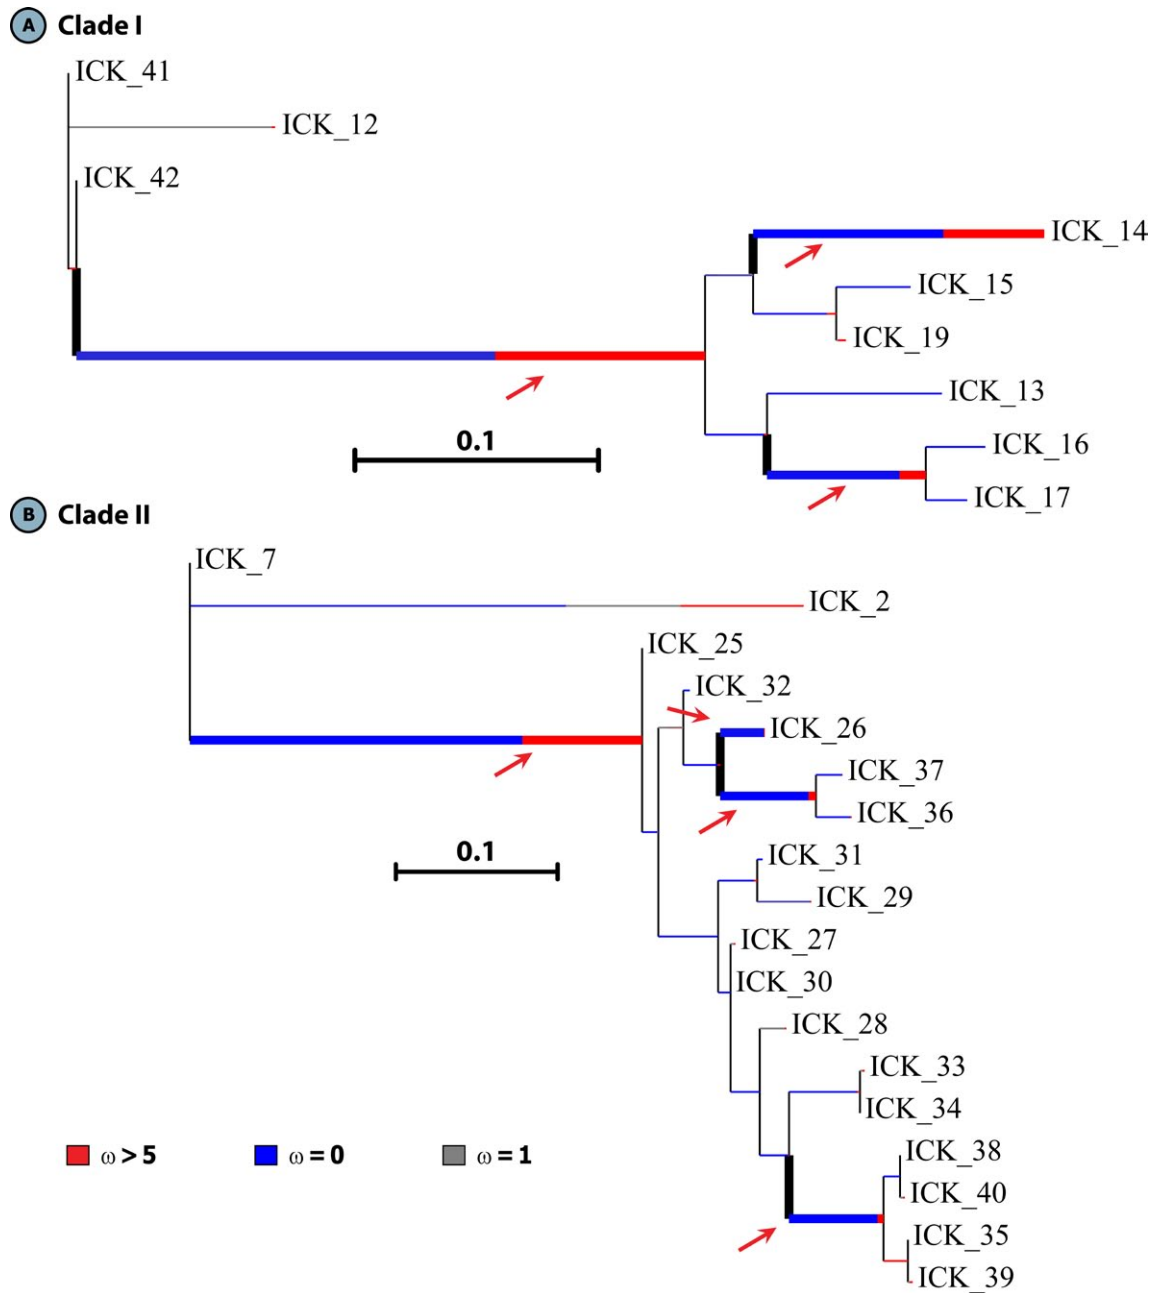 A Clade I
ICK_41
ICK_12
ICK_42
ICK_14
ICK_15
ICK_19
ICK_13
0.1
ICK_16
ICK_17
B Clade II
ICK_7
ICK_2
ICK_25
ICK_32
ICK_26
ICK_37
ICK_36
0.1
ICK_31
ICK_29
ICK_27
ICK_30
ICK_28
ICK_33
ICK_34
ω > 5 ω = 0 ω = 1
ICK_38
ICK_40
ICK_35
ICK_39